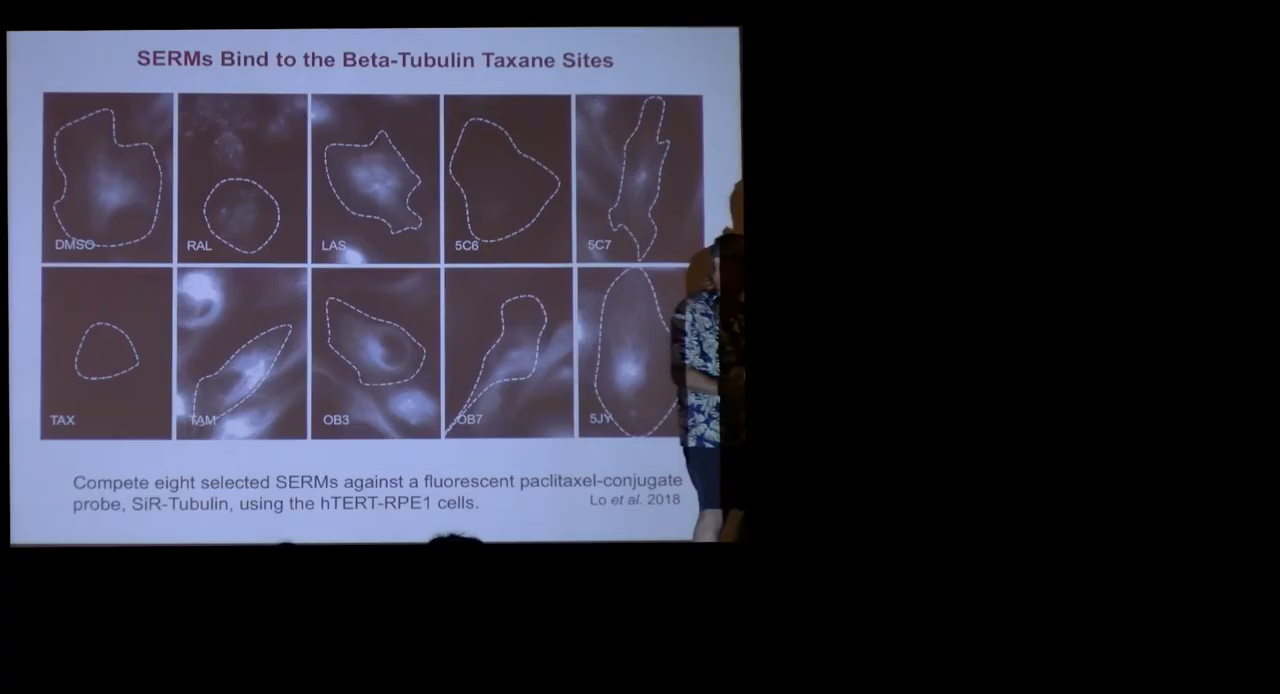 SERMs Bind to the Beta-Tubulin Taxane Sites
DMSO
RAL
LAS
5C6
5C7
TAX
TAM
OB3
OB7
5JY
Compete eight selected SERMs against a fluorescent paclitaxel-conjugate
probe, SiR-Tubulin, using the hTERT-RPE1 cells.
Lo et al. 2018